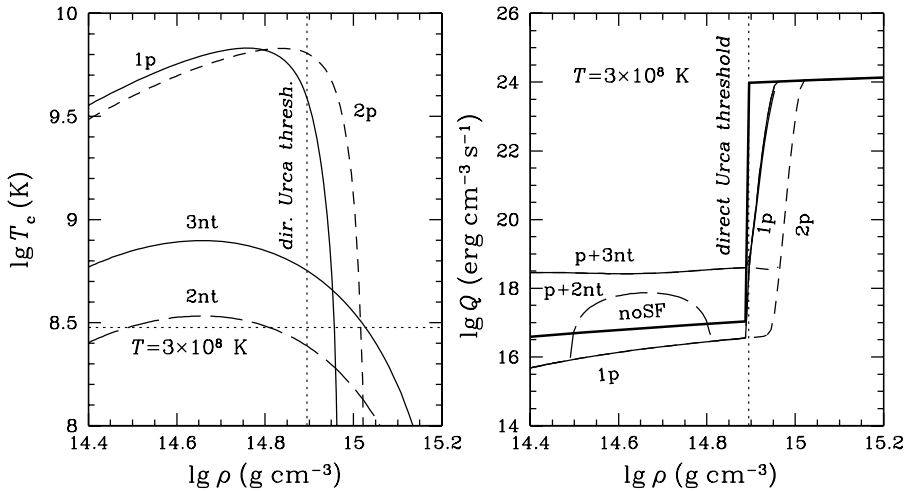 10
9.5
9
8.5
8
14.4
14.6
14.8
15
15.2
lg ρ (g cm⁻³)
lg T_c (K)
1p
2p
dir. Urca thresh.
3nt
2nt
T=3×10⁸ K
26
24
22
20
18
16
14
14.4
14.6
14.8
15
15.2
lg ρ (g cm⁻³)
lg Q (erg cm⁻³ s⁻¹)
T=3×10⁸ K
direct Urca threshold
1p
2p
p+3nt
p+2nt
noSF
1p